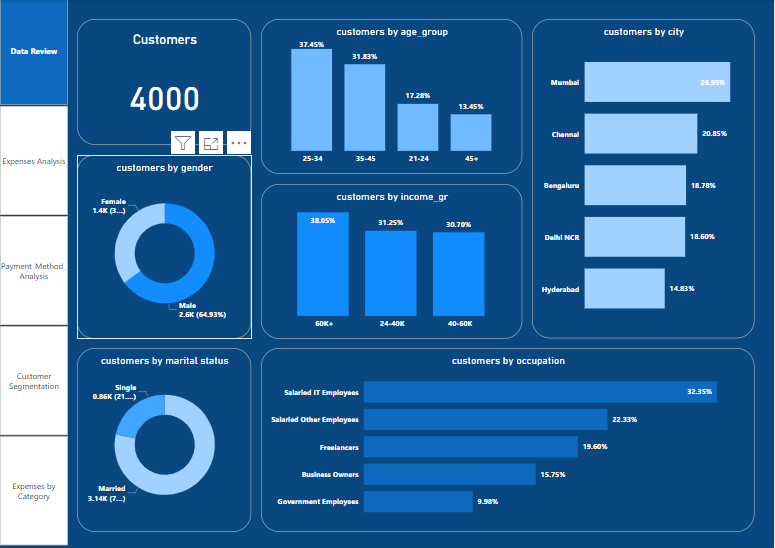 Data Review
Expenses Analysis
Payment Method
Analysis
Customer
Segmentation
Expenses by
Category
Customers
4000
customers by gender
Female
1.4K (3...)
Male
2.6K (64.93%)
customers by marital status
Single
0.86K (21....)
Married
3.14K (7...)
customers by age_group
37.45%
31.83%
17.28%
13.45%
25-34
35-45
21-24
45+
customers by income_gr
38.05%
31.25%
30.70%
60K+
24-40K
40-60K
customers by city
Mumbai
26.95%
Chennai
20.85%
Bengaluru
18.78%
Delhi NCR
18.60%
Hyderabad
14.83%
customers by occupation
Salaried IT Employees
32.35%
Salaried Other Employees
22.33%
Freelancers
19.60%
Business Owners
15.75%
Government Employees
9.98%